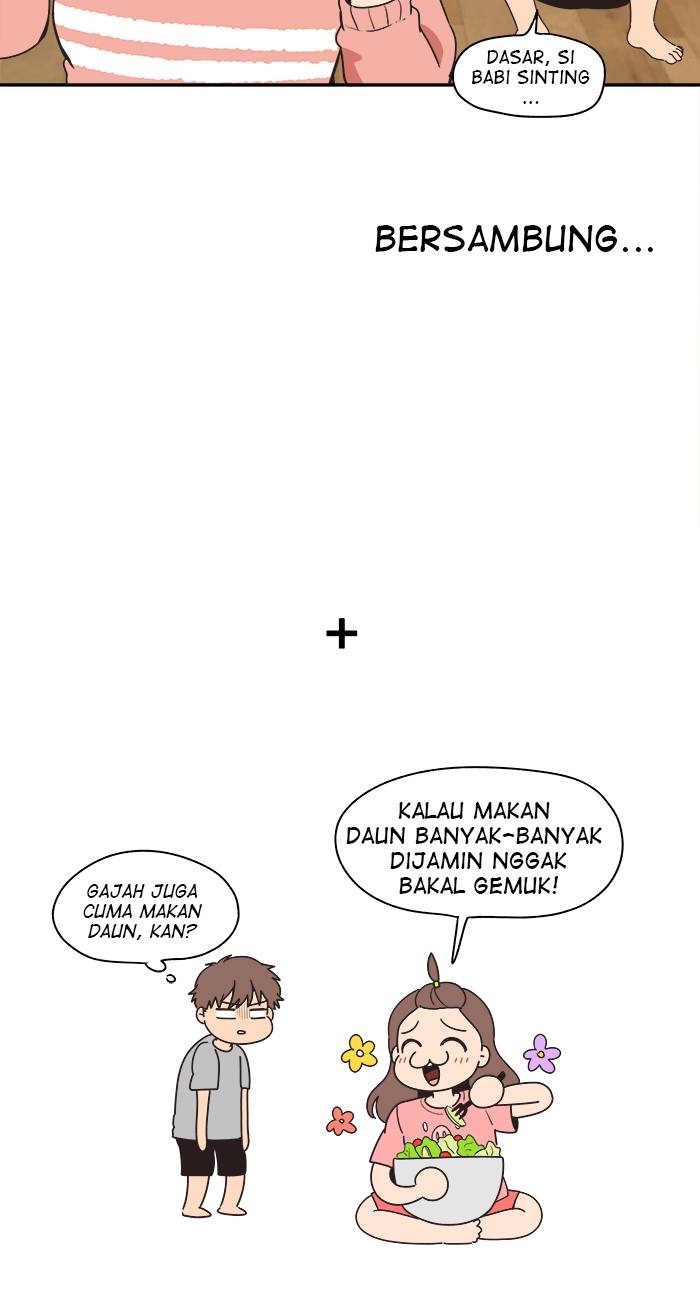 DASAR, SI
BABI SINTING
...
BERSAMBUNG...
+
KALAU MAKAN
DAUN BANYAK-BANYAK
DIJAMIN NGGAK
BAKAL GEMUK!
GAJAH JUGA
CUMA MAKAN
DAUN, KAN?